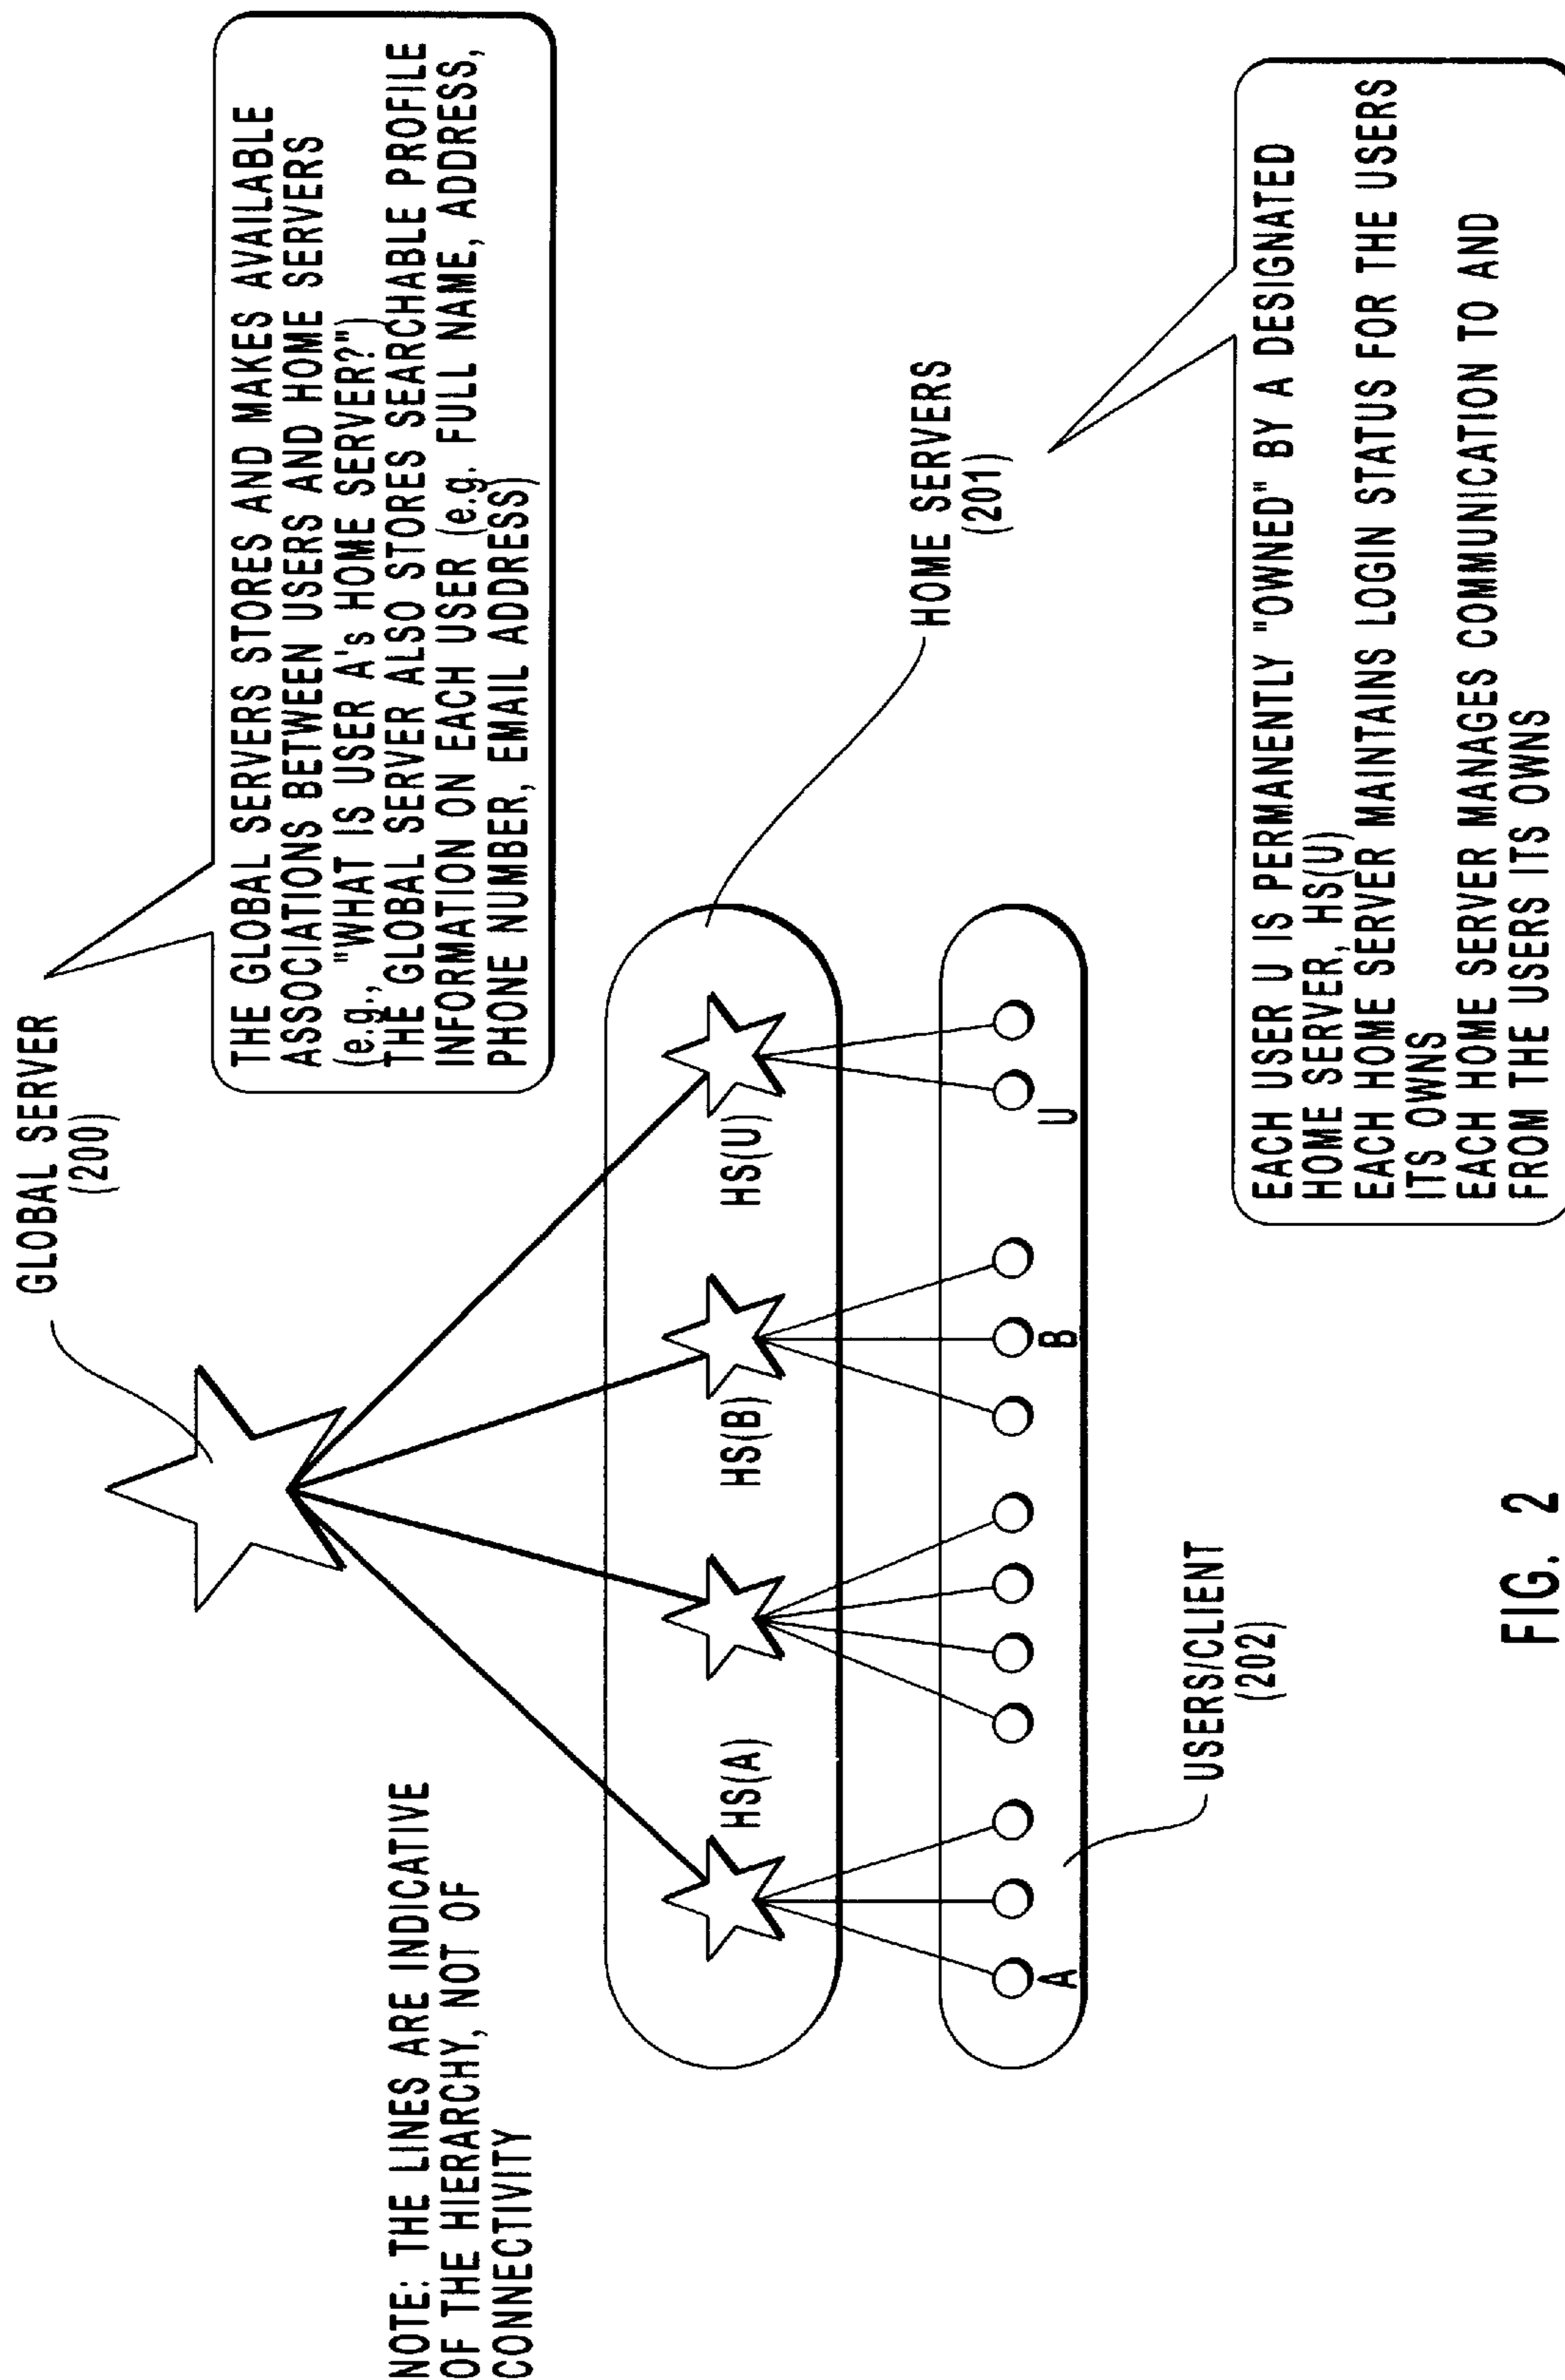 GLOBAL SERVER
(200)
THE GLOBAL SERVERS STORES AND MAKES AVAILABLE
ASSOCIATIONS BETWEEN USERS AND HOME SERVERS
(e.g., "WHAT IS USER A's HOME SERVER?")
THE GLOBAL SERVER ALSO STORES SEARCHABLE PROFILE
INFORMATION ON EACH USER (e.g. FULL NAME, ADDRESS,
PHONE NUMBER, EMAIL ADDRESS)
NOTE: THE LINES ARE INDICATIVE
OF THE HIERARCHY, NOT OF
CONNECTIVITY
HS(A)
HS(B)
HS(U)
HOME SERVERS
(201)
A
B
U
USERS/CLIENT
(202)
EACH USER U IS PERMANENTLY "OWNED" BY A DESIGNATED
HOME SERVER, HS(U)
EACH HOME SERVER MAINTAINS LOGIN STATUS FOR THE USERS
ITS OWNS
EACH HOME SERVER MANAGES COMMUNICATION TO AND
FROM THE USERS ITS OWNS
FIG. 2